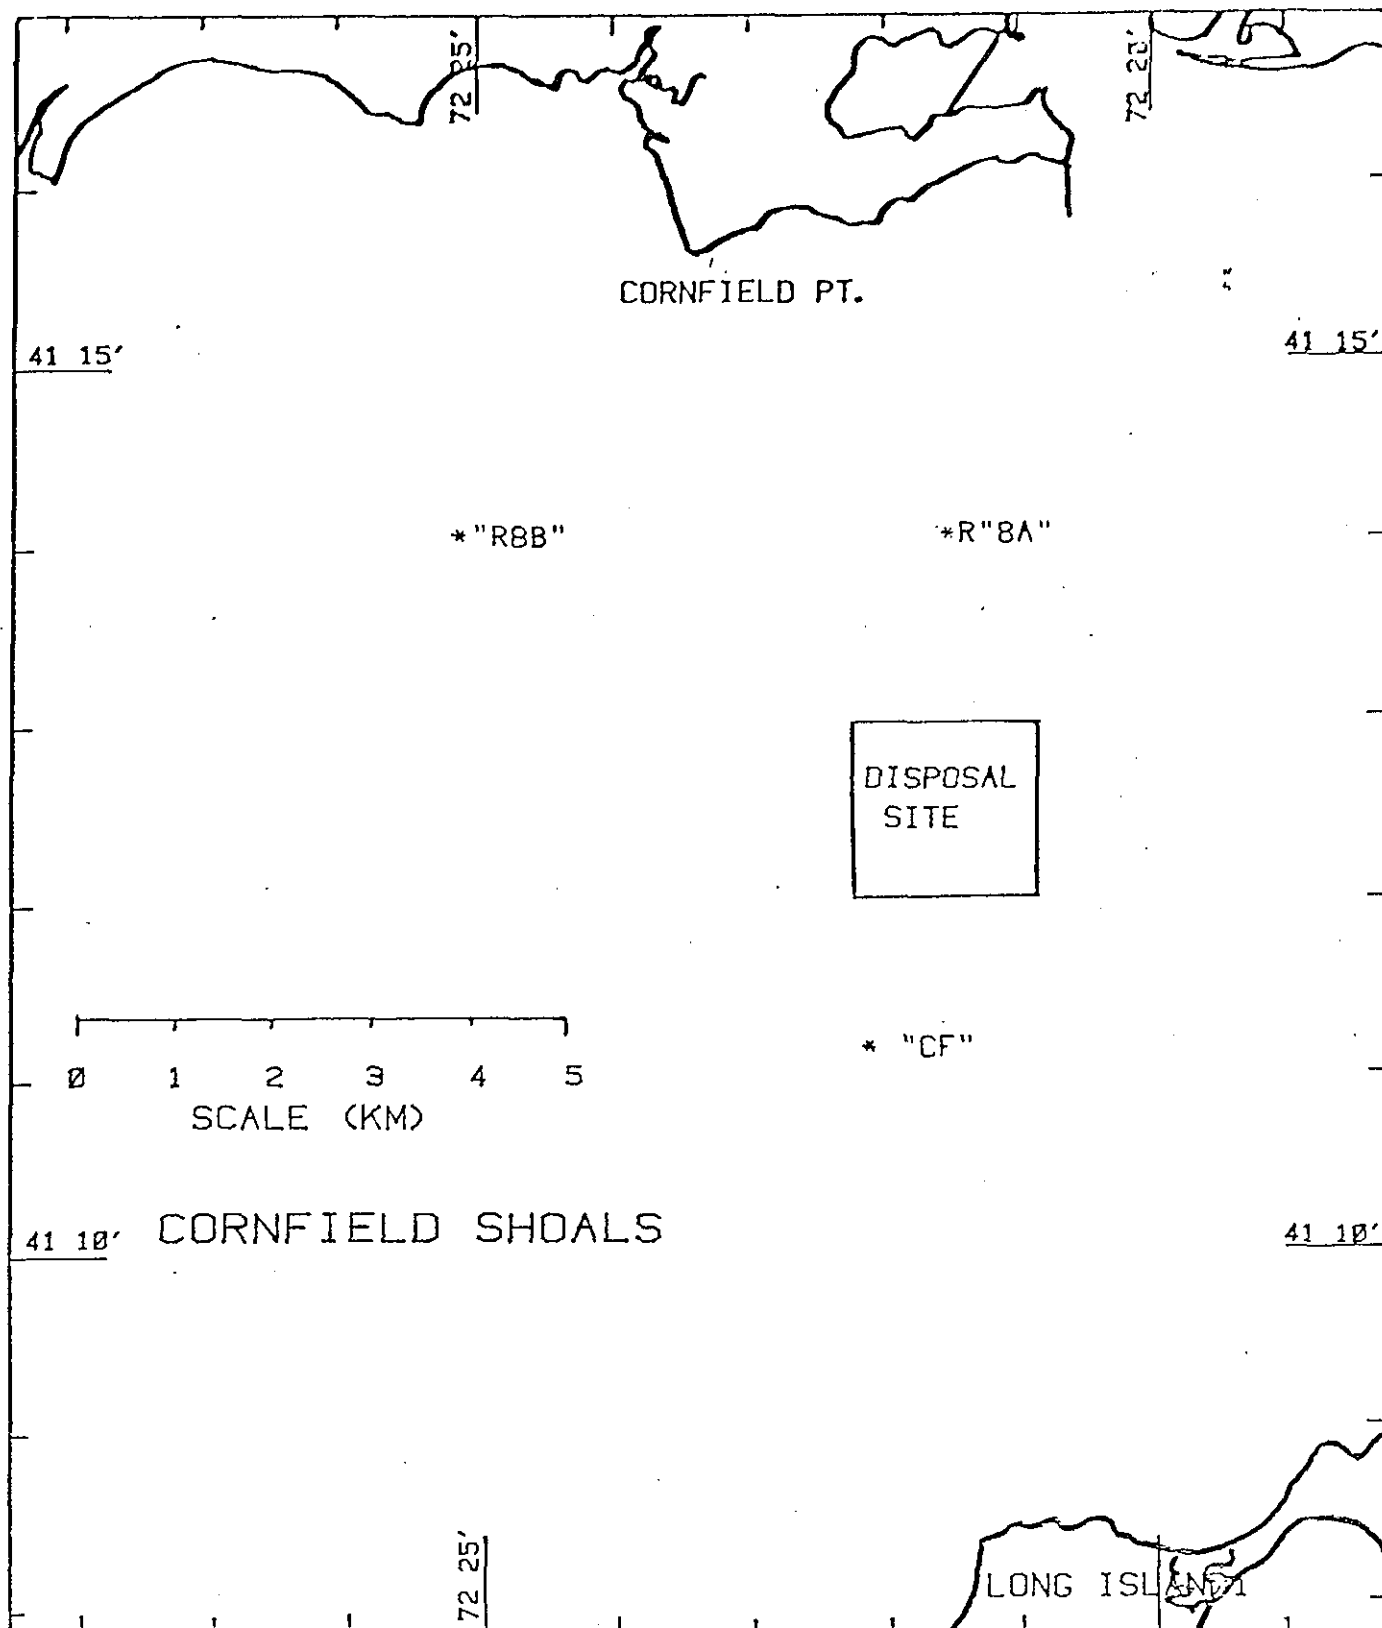 72 25'
72 20'
CORNFIELD PT.
41 15'
41 15'
* "R8B"
*R"8A"
DISPOSAL
SITE
* "CF"
0 1 2 3 4 5
SCALE (KM)
CORNFIELD SHOALS
41 10'
41 10'
72 25'
LONG ISLAND